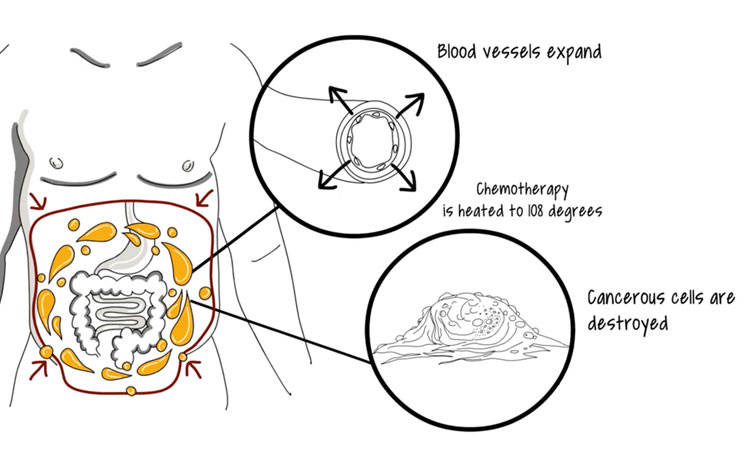 Blood vessels expand
Chemotherapy
is heated to 108 degrees
Cancerous cells are
destroyed